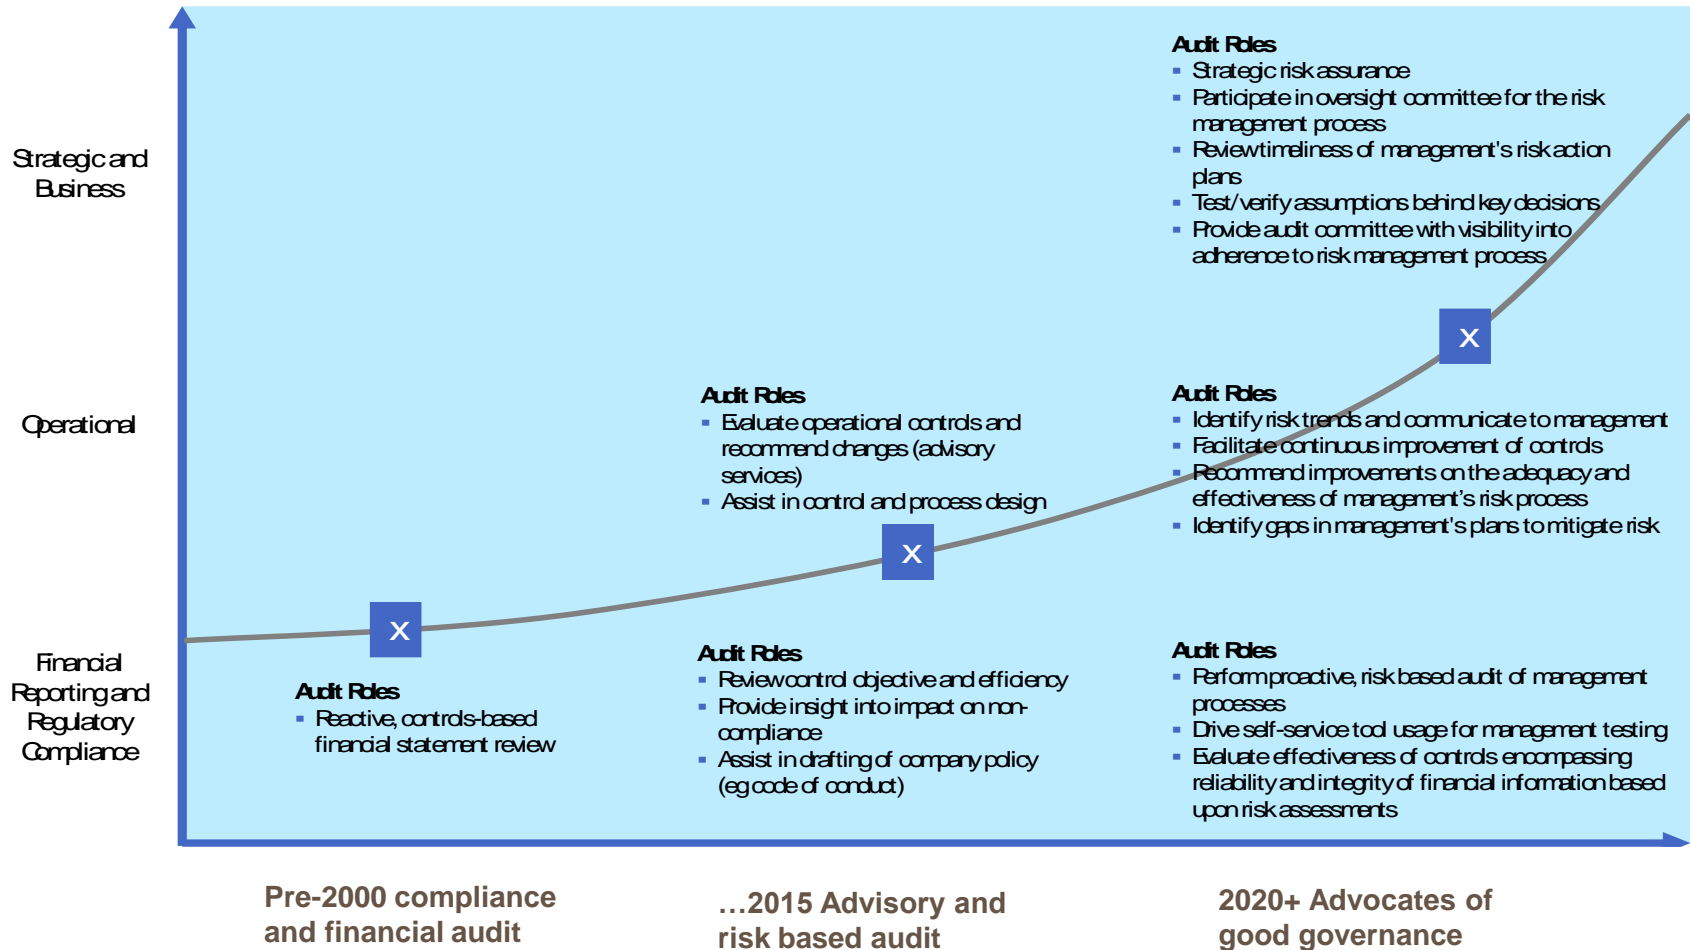 Strategic and
Business
Operational
Financial
Reporting and
Regulatory
Compliance
Audit Roles
Strategic risk assurance
Participate in oversight committee for the risk
management process
Review timeliness of management's risk action
plans
Test/verify assumptions behind key decisions
Provide audit committee with visibility into
adherence to risk management process
x
Audit Roles
Evaluate operational controls and
recommend changes (advisory
services)
Assist in control and process design
Audit Roles
Identify risk trends and communicate to management
Facilitate continuous improvement of controls
Recommend improvements on the adequacy and
effectiveness of management’s risk process
Identify gaps in management's plans to mitigate risk
x
x
Audit Roles
Reactive, controls-based
financial statement review
Audit Roles
Review control objective and efficiency
Provide insight into impact on non-
compliance
Assist in drafting of company policy
(eg code of conduct)
Audit Roles
Perform proactive, risk based audit of management
processes
Drive self-service tool usage for management testing
Evaluate effectiveness of controls encompassing
reliability and integrity of financial information based
upon risk assessments
Pre-2000 compliance
and financial audit
…2015 Advisory and
risk based audit
2020+ Advocates of
good governance